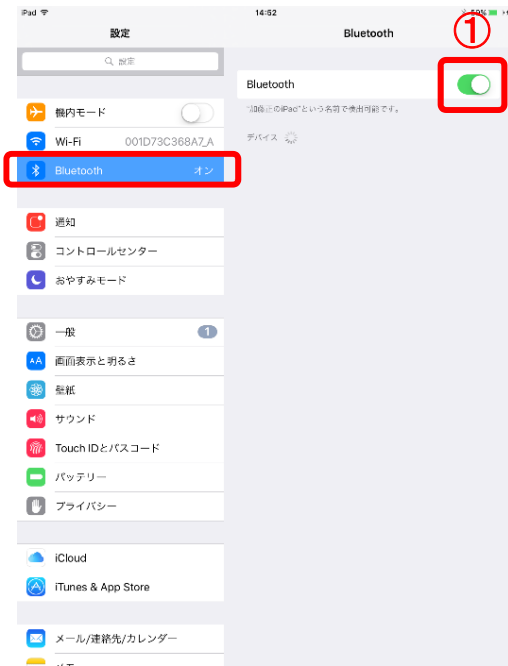 iPad 14:52 59%
設定 Bluetooth
①
設定
Bluetooth
"加藤正のiPad"という名前で検出可能です。
デバイス
機内モード
Wi-Fi 001D73C368A7_A
Bluetooth オン
通知
コントロールセンター
おやすみモード
一般 1
AA 画面表示と明るさ
壁紙
サウンド
Touch IDとパスコード
バッテリー
プライバシー
iCloud
iTunes & App Store
メール/連絡先/カレンダー